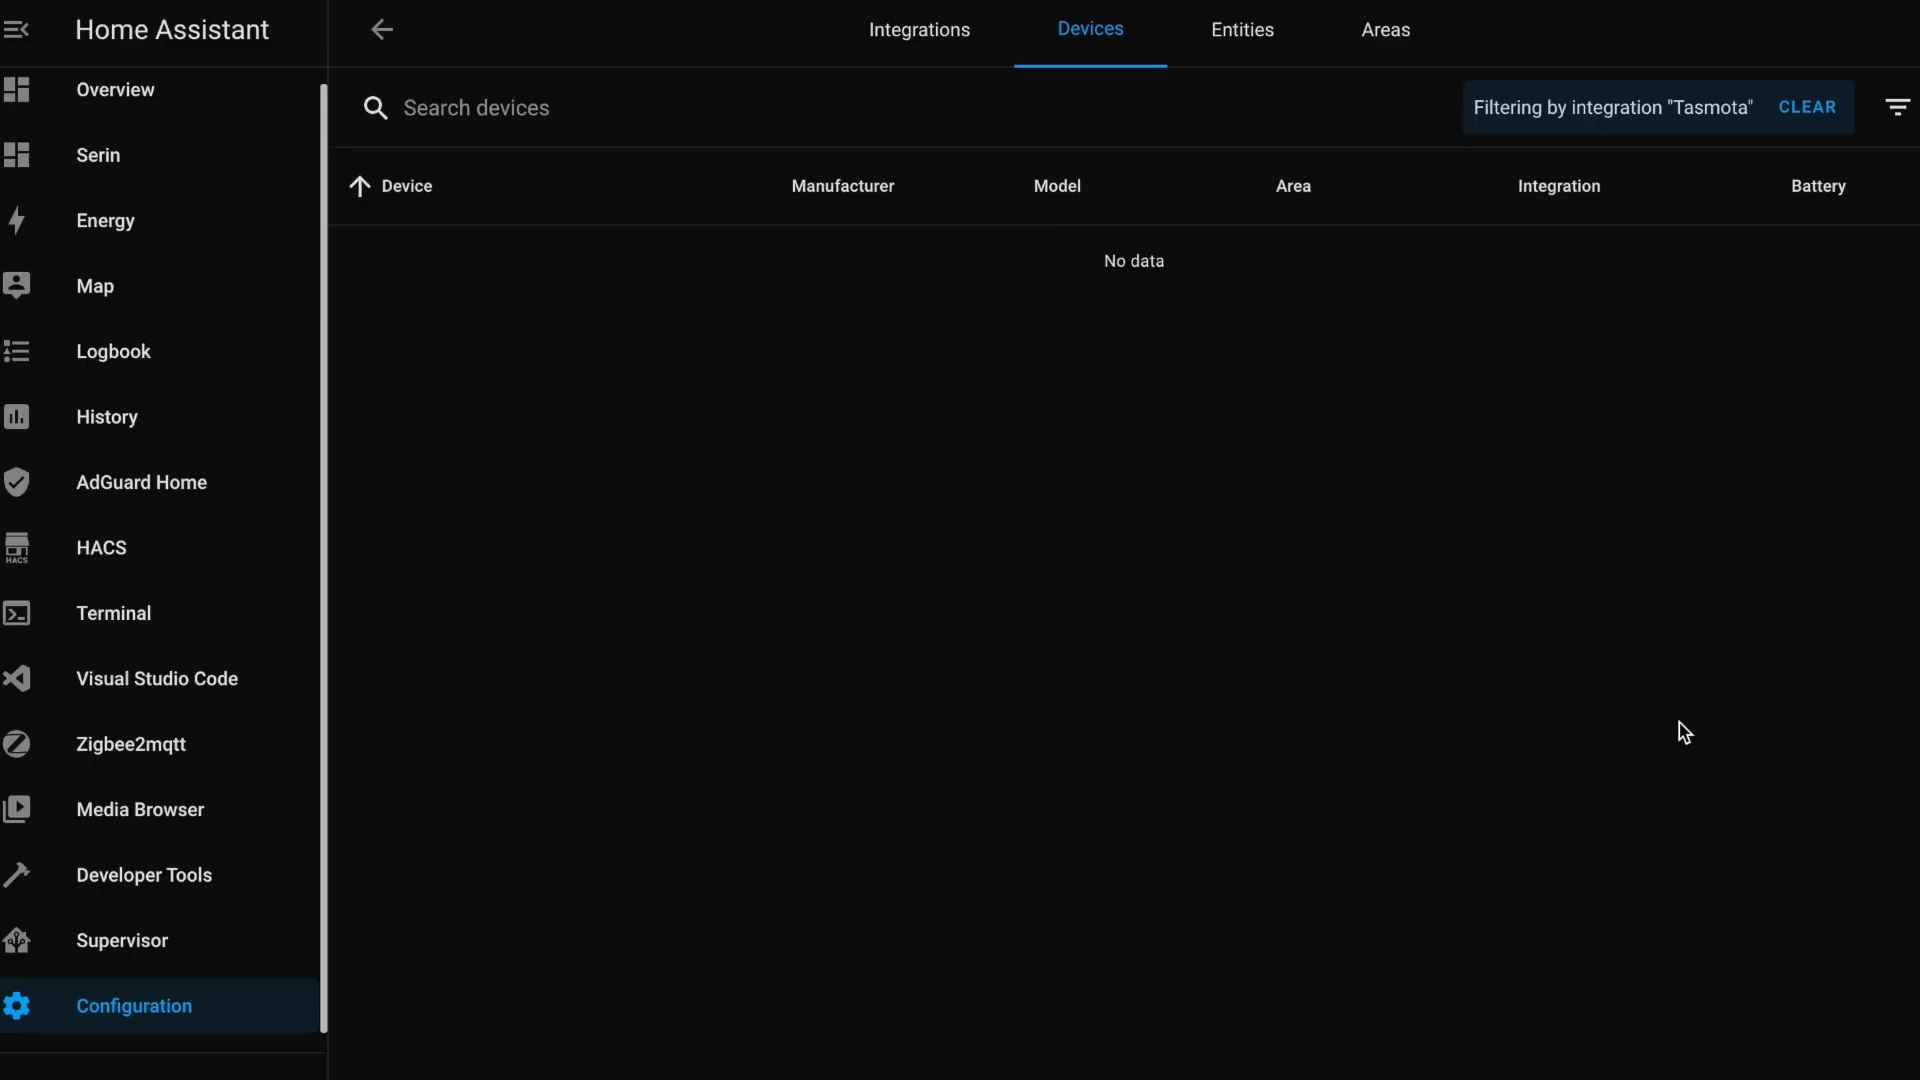 Home Assistant
Integrations
Devices
Entities
Areas
Search devices
Filtering by integration "Tasmota"
CLEAR
Device
Manufacturer
Model
Area
Integration
Battery
No data
Overview
Serin
Energy
Map
Logbook
History
AdGuard Home
HACS
HACS
Terminal
Visual Studio Code
Zigbee2mqtt
Media Browser
Developer Tools
Supervisor
Configuration